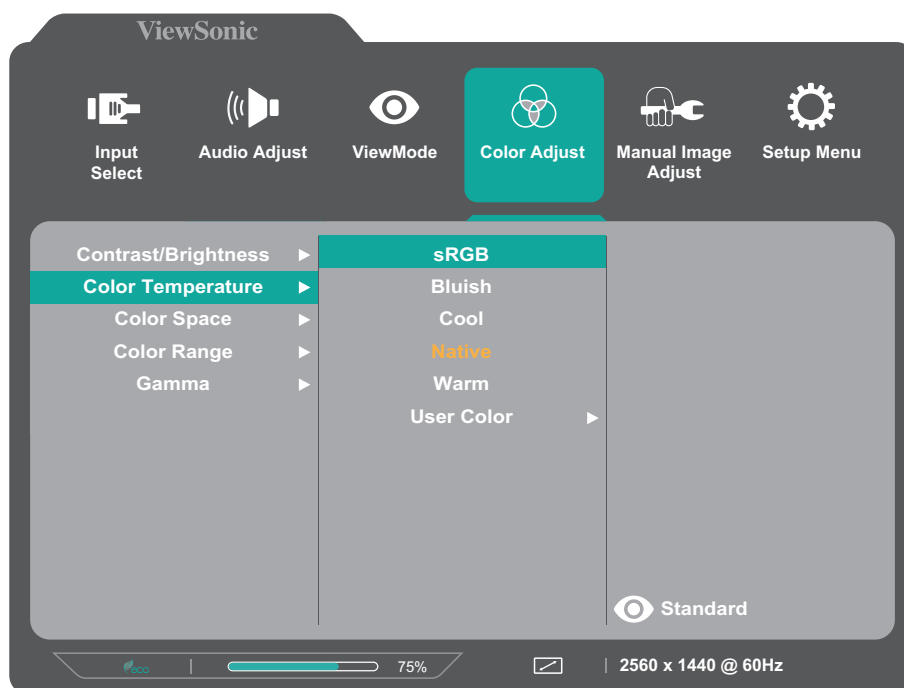 ViewSonic
Input
Select
Audio Adjust
ViewMode
Color Adjust
Manual Image
Adjust
Setup Menu
Contrast/Brightness
Color Temperature
Color Space
Color Range
Gamma
sRGB
Bluish
Cool
Native
Warm
User Color
Standard
eco
75%
2560 x 1440 @ 60Hz